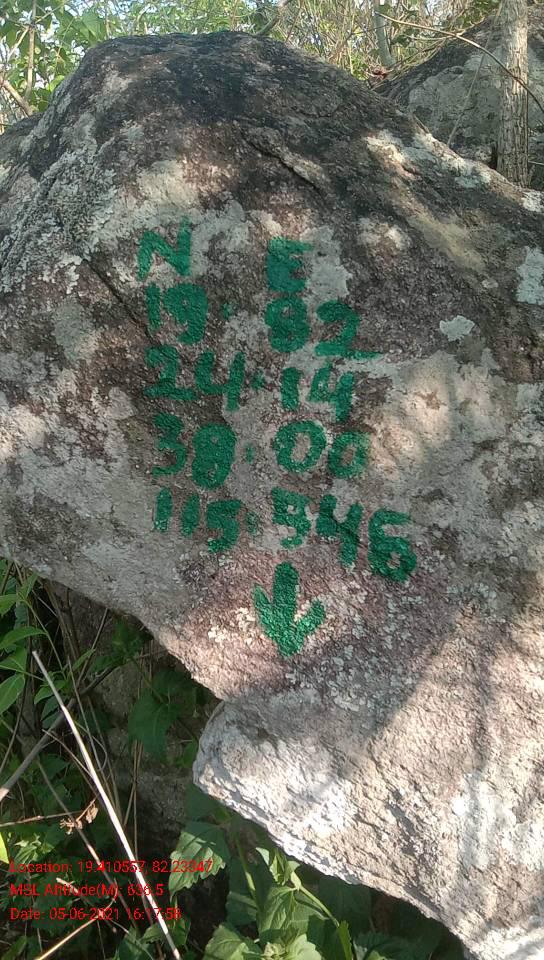 N E
19: 82
24: 14
38: 00
115: 546
Location: 19.410557, 82.23347
MSL Altitude(M): 636.5
Date: 05-06-2021 16:17:58